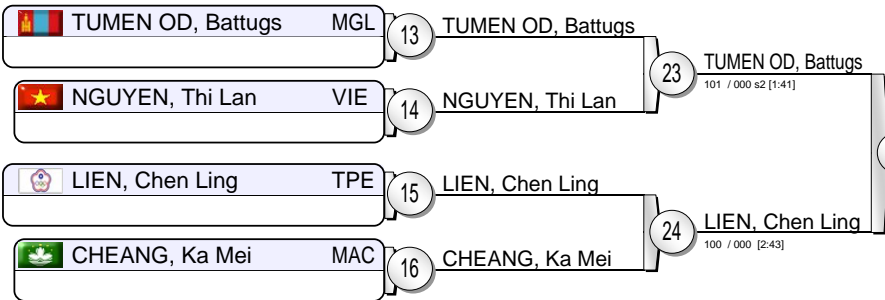 TUMEN OD, Battugs MGL
13
TUMEN OD, Battugs
23
TUMEN OD, Battugs
101 / 000 s2 [1:41]
NGUYEN, Thi Lan VIE
14
NGUYEN, Thi Lan
LIEN, Chen Ling TPE
15
LIEN, Chen Ling
24
LIEN, Chen Ling
100 / 000 [2:43]
CHEANG, Ka Mei MAC
16
CHEANG, Ka Mei